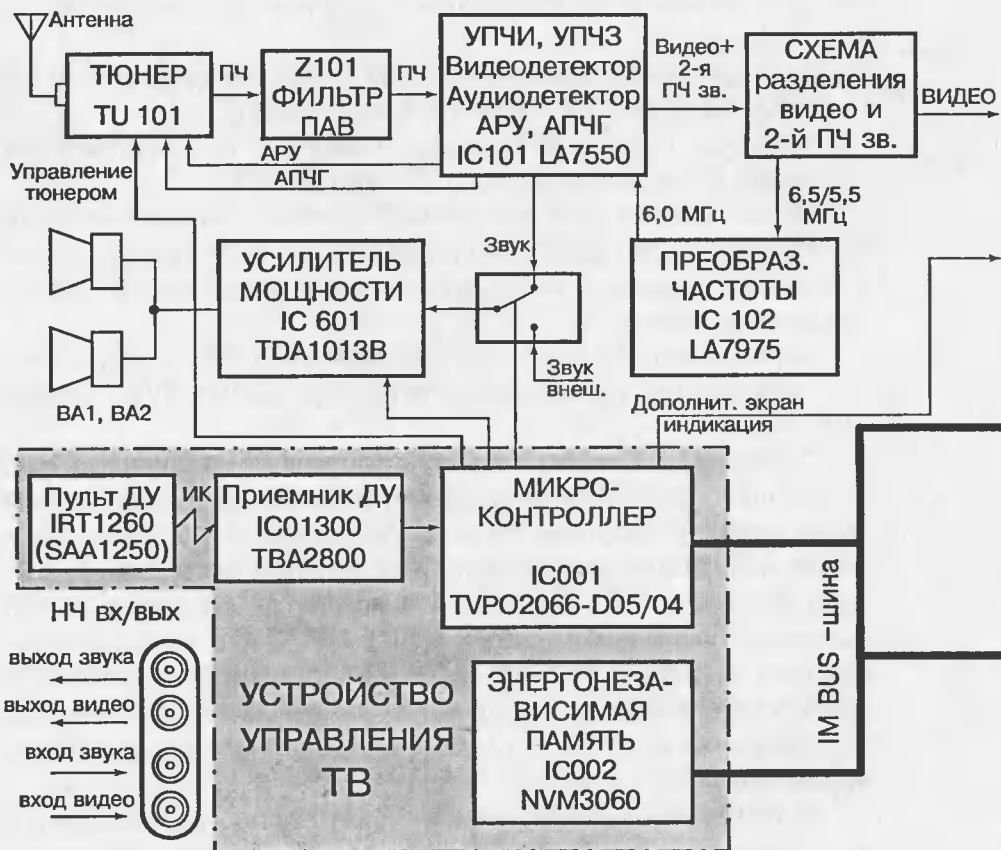 Антенна
ТЮНЕР
TU 101
ПЧ
Z101
ФИЛЬТР
ПАВ
ПЧ
УПЧИ, УПЧЗ
Видеодетектор
Аудиодетектор
АРУ, АПЧГ
IC101 LA7550
Видео+
2-я
ПЧ зв.
СХЕМА
разделения
видео и
2-й ПЧ зв.
ВИДЕО
АРУ
АПЧГ
Управление
тюнером
6,0 МГц
6,5/5,5
МГц
УСИЛИТЕЛЬ
МОЩНОСТИ
IC 601
TDA1013B
Звук
Звук
внеш.
ПРЕОБРАЗ.
ЧАСТОТЫ
IC 102
LA7975
BA1, BA2
Дополнит. экран
индикация
Пульт ДУ
IRT1260
(SAA1250)
ИК
Приемник ДУ
IC01300
TBA2800
МИКРО-
КОНТРОЛЛЕР
IC001
TVPO2066-D05/04
НЧ вх/вых
выход звука
выход видео
вход звука
вход видео
УСТРОЙСТВО
УПРАВЛЕНИЯ
ТВ
ЭНЕРГОНЕЗА-
ВИСИМАЯ
ПАМЯТЬ
IC002
NVM3060
IM BUS -шина